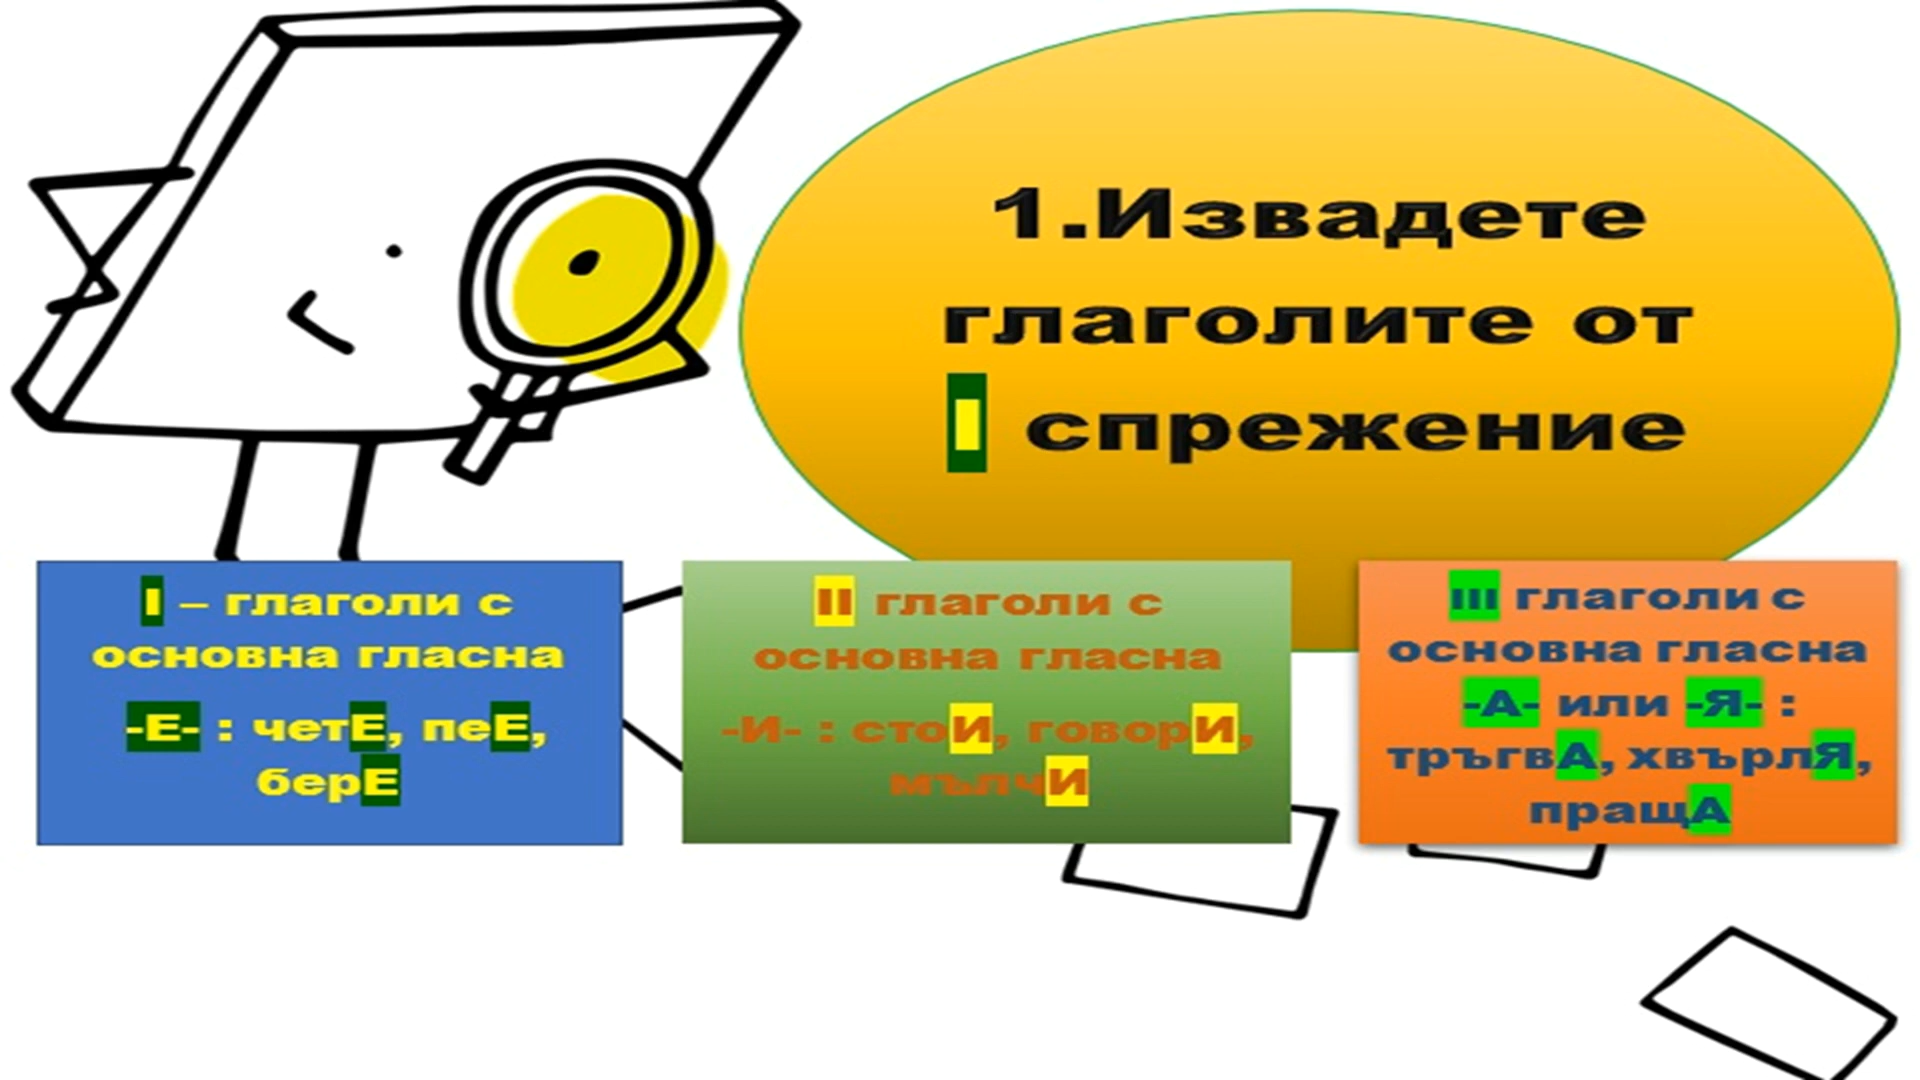 1.Извадете
глаголите от
I спрежение
I – глаголи с
основна гласна
-Е- : четЕ, пеЕ,
берЕ
II глаголи с
основна гласна
-И- : стоИ, говорИ,
мълчИ
III глаголи с
основна гласна
-А- или -Я- :
тръгвА, хвърлЯ,
пращА